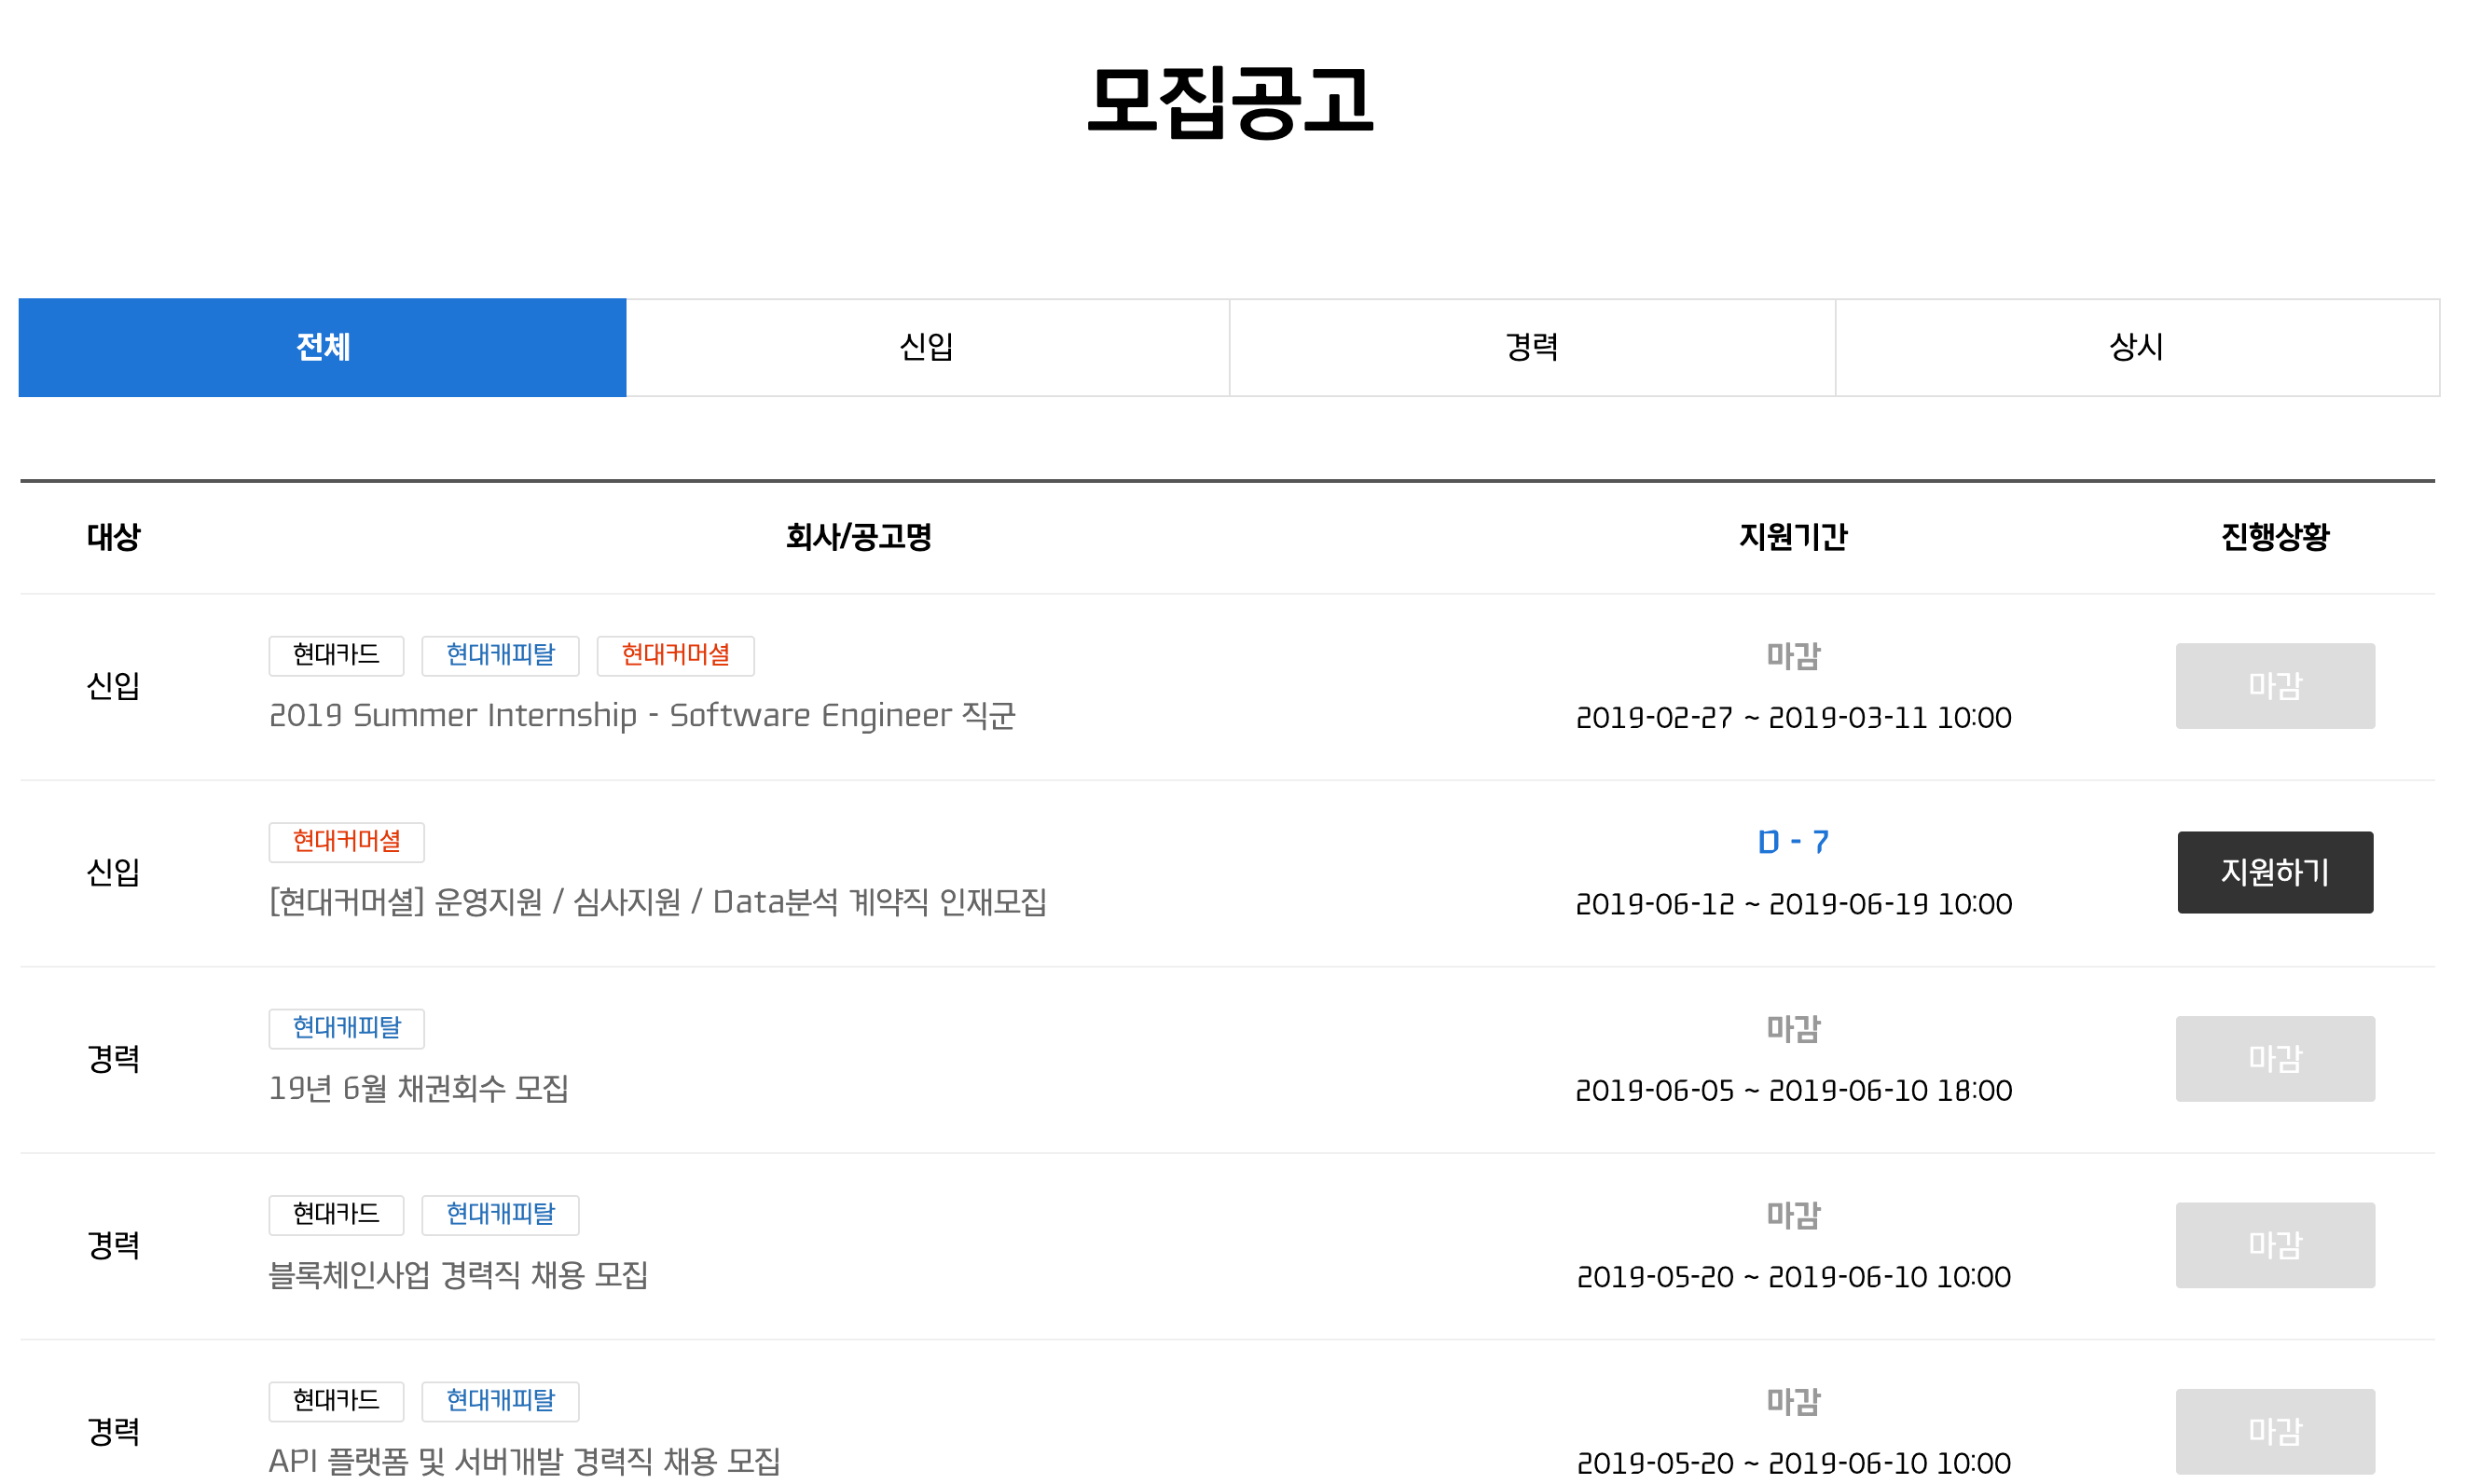 모집공고
전체 신입 경력 상시
대상 회사/공고명 지원기간 진행상황
신입
현대카드 현대캐피탈 현대커머셜
2019 Summer Internship - Software Engineer 직군
마감
2019-02-27 ~ 2019-03-11 10:00
마감
신입
현대커머셜
[현대커머셜] 운영지원 / 심사지원 / Data분석 계약직 인재모집
D - 7
2019-06-12 ~ 2019-06-19 10:00
지원하기
경력
현대캐피탈
19년 6월 채권회수 모집
마감
2019-06-05 ~ 2019-06-10 18:00
마감
경력
현대카드 현대캐피탈
블록체인사업 경력직 채용 모집
마감
2019-05-20 ~ 2019-06-10 10:00
마감
경력
현대카드 현대캐피탈
API 플랫폼 및 서버개발 경력직 채용 모집
마감
2019-05-20 ~ 2019-06-10 10:00
마감